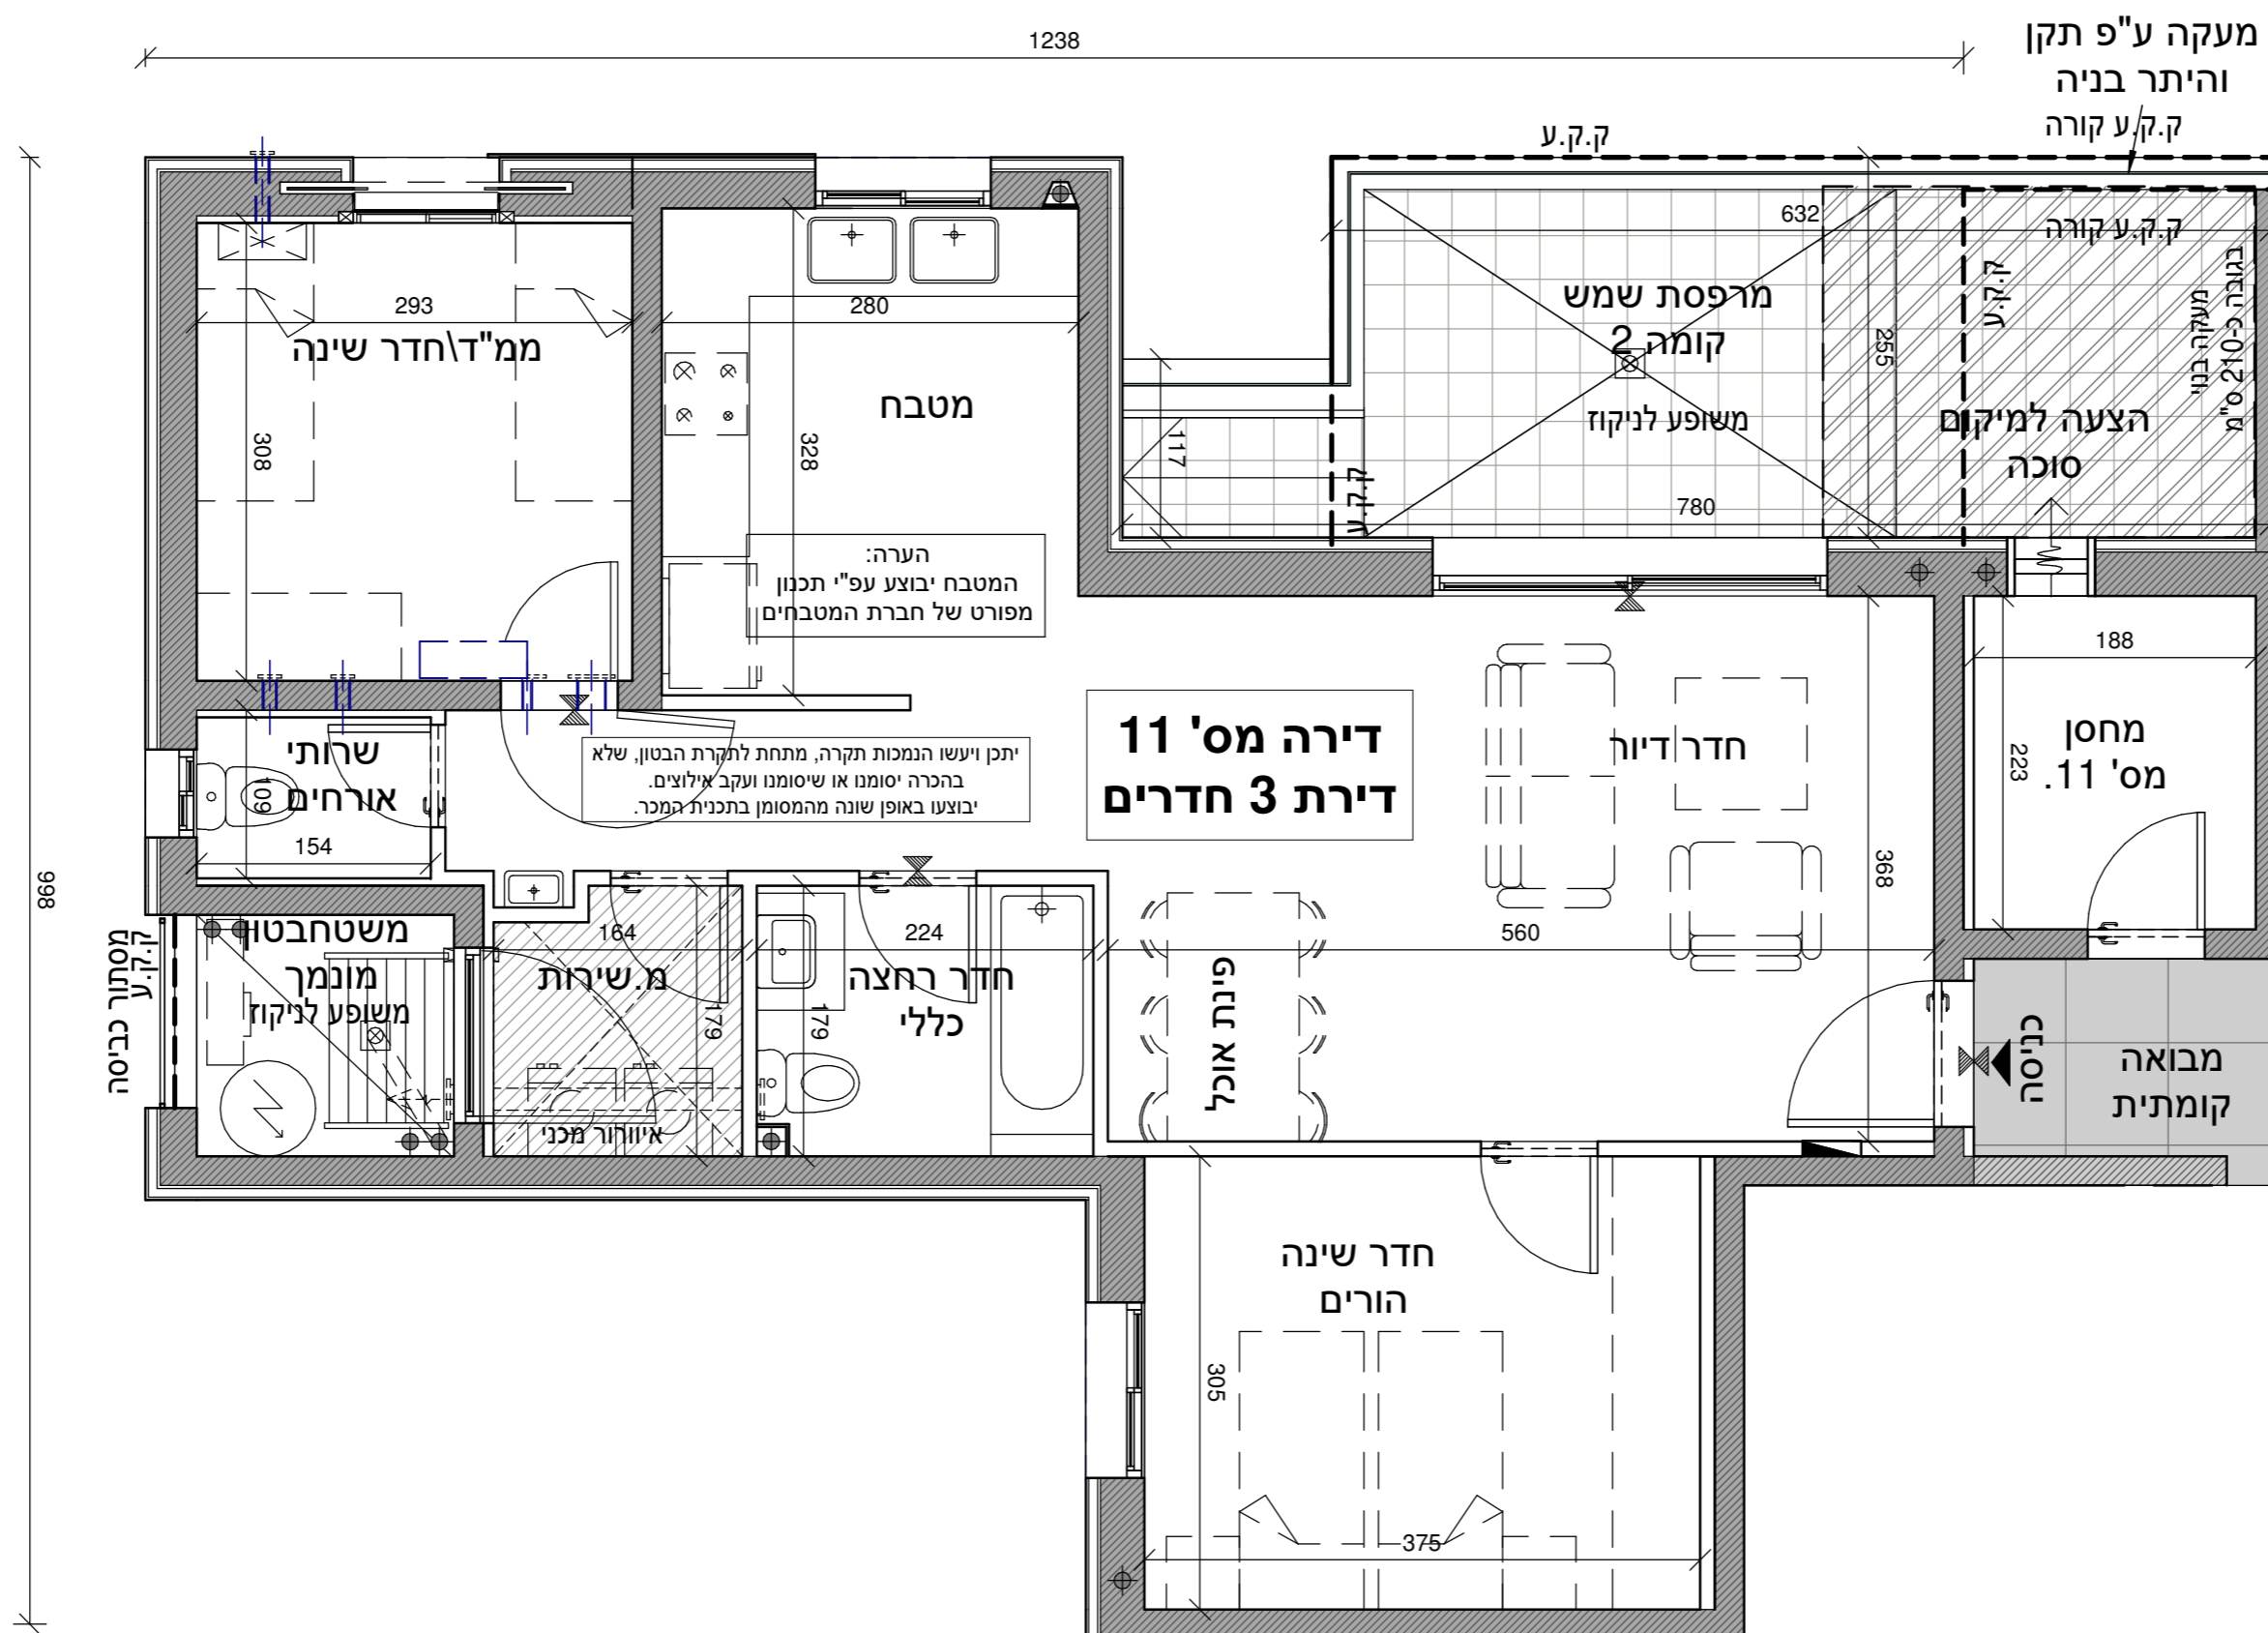 1238
מעקה ע"פ תקן
והיתר בניה
ק.ק.ע קורה
ק.ק.ע
632
ק.ק.ע קורה
ק.ק.ע
מעקה בנוי
בגובה כ-210 ס"מ
מרפסת שמש
קומה 2
משופע לניקוז
255
הצעה למיקום
סוכה
780
117
ק.ק.ע
293
ממ"ד\חדר שינה
308
280
מטבח
328
הערה:
המטבח יבוצע עפ"י תכנון
מפורט של חברת המטבחים
188
מחסן
מס' 11.
223
דירה מס' 11
דירת 3 חדרים
חדר דיור
368
יתכן ויעשו הנמכות תקרה, מתחת לתקרת הבטון, שלא
בהכרה יסומנו או שיסומנו ועקב אילוצים.
יבוצעו באופן שונה מהמסומן בתכנית המכר.
שרותי
אורחים
109
154
998
משטחבטון
מונמך
משופע לניקוז
מסתור כביסה
ק.ק.ע
164
מ.שירות
179
איוורור מכני
224
חדר רחצה
כללי
179
560
פינת אוכל
כניסה
מבואה
קומתית
חדר שינה
הורים
305
375